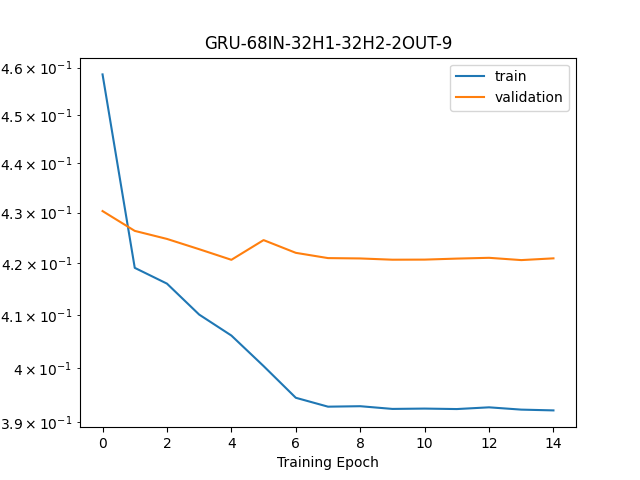 GRU-68IN-32H1-32H2-2OUT-9
4.6 × 10⁻¹
4.5 × 10⁻¹
4.4 × 10⁻¹
4.3 × 10⁻¹
4.2 × 10⁻¹
4.1 × 10⁻¹
4 × 10⁻¹
3.9 × 10⁻¹
train
validation
0 2 4 6 8 10 12 14
Training Epoch